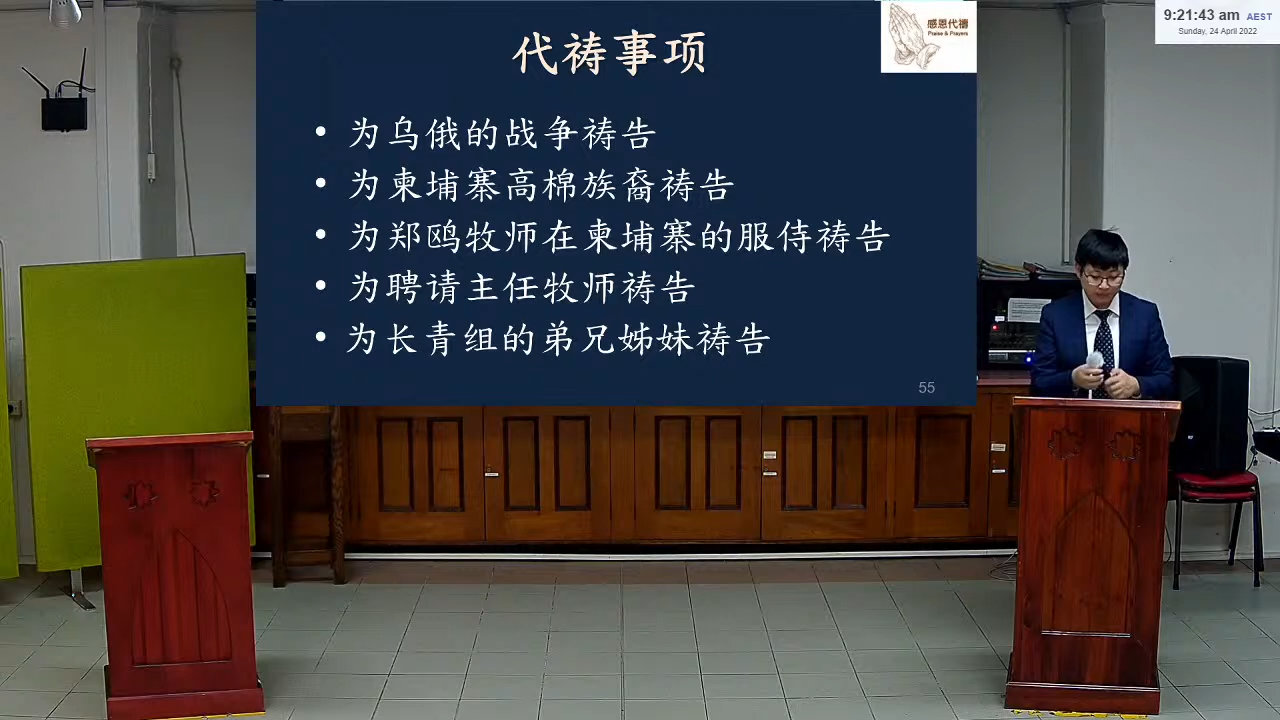 代祷事项
感恩代禱
Praise & Prayers
9:21:43 am AEST
Sunday, 24 April 2022
• 为乌俄的战争祷告
• 为柬埔寨高棉族裔祷告
• 为郑鸥牧师在柬埔寨的服侍祷告
• 为聘请主任牧师祷告
• 为长青组的弟兄姊妹祷告
55